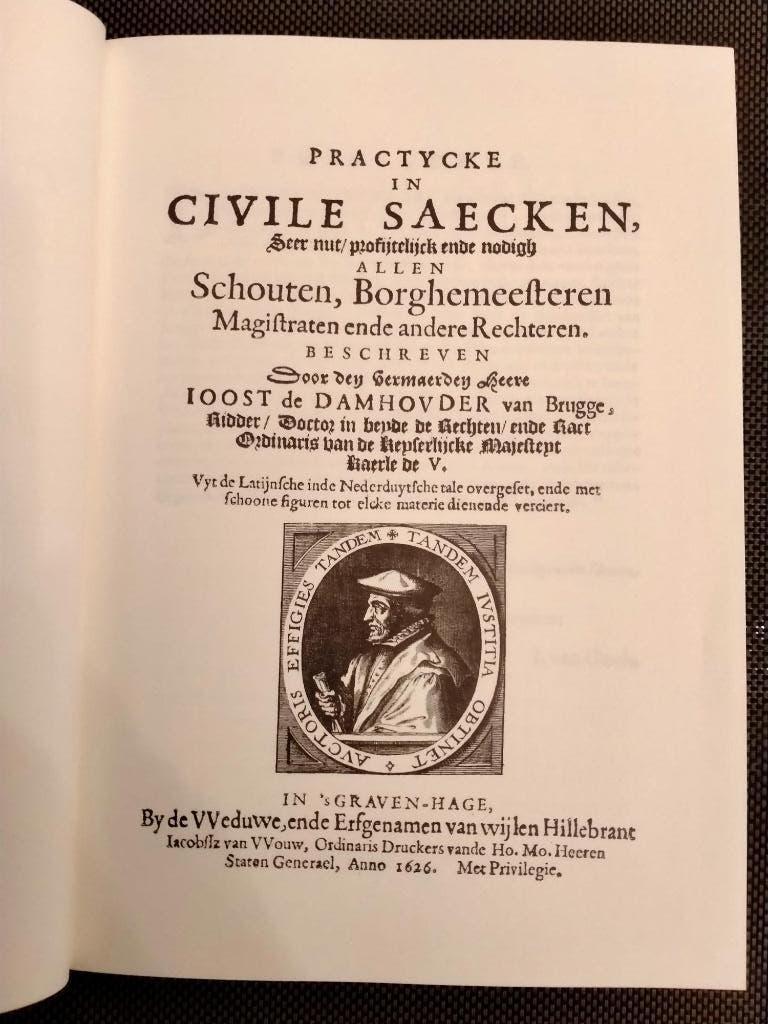 PRACTYCKE
IN
CIVILE SAECKEN,
Seer nut/ profijtelijck ende nodigh
ALLEN
Schouten, Borghemeeſteren
Magiſtraten ende andere Rechteren.
BESCHREVEN
Door den vermaerden Heere
IOOST de DAMHOVDER van Brugge,
Ridder/ Doctor in beyde de Rechten/ ende Raet
Ordinaris van de Keyserlijcke Majesteyt
Kaerle de V.
Vyt de Latijnſche inde Nederduytſche tale overgeſet, ende met
ſchoone figuren tot elcke materie dienende verciert.
AVCTORIS EFFIGIES TANDEM TANDEM IVSTITIA OBTINET
IN 'sGRAVEN-HAGE,
By de VVeduwe, ende Erfgenamen van wijlen Hillebrant
Iacobſſz van VVouw, Ordinaris Druckers vande Ho. Mo. Heeren
Staten Generael, Anno 1626. Met Privilegie.